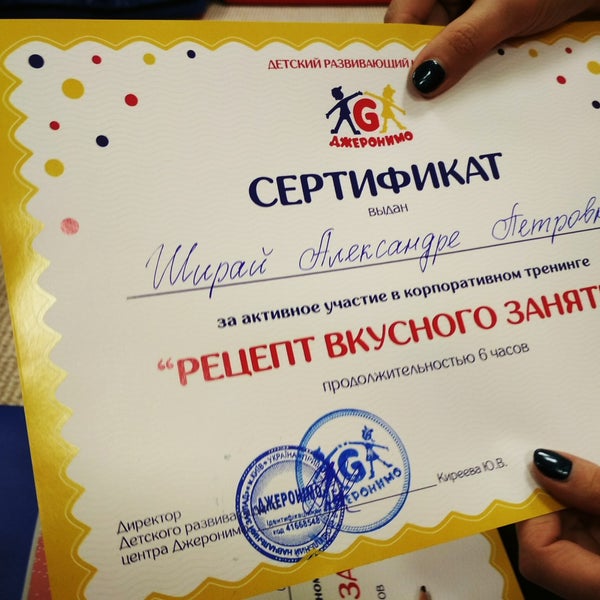 ДЕТСКИЙ РАЗВИВАЮЩИЙ
G
ДЖЕРОНИМО
СЕРТИФИКАТ
выдан
Ширай Александре Петровн
за активное участие в корпоративном тренинге
“РЕЦЕПТ ВКУСНОГО ЗАНЯТ
продолжительностью 6 часов
G
ДЖЕРОНИМО
ДЖЕРОНИМО
Киреева Ю.В.
Директор
Детского развива
центра Джероним